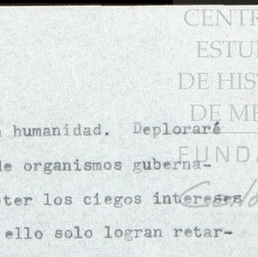 CENTR
ESTU
DE HIS
DE ME
humanidad. Deploraré
FUNDA
de organismos guberna-
ter los ciegos intereses
ello solo logran retar-